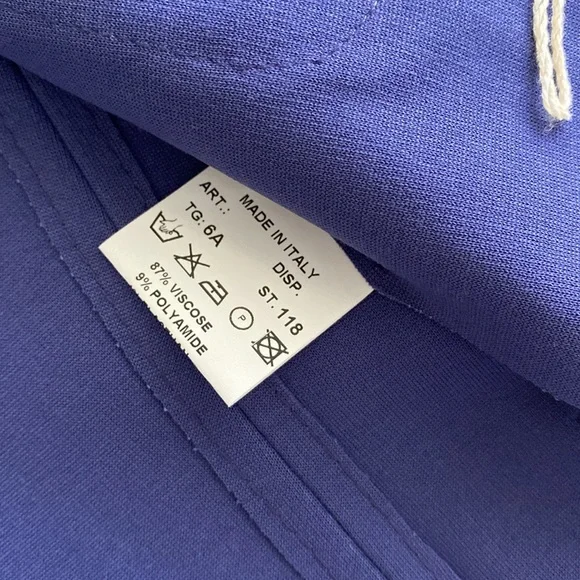 MADE IN ITALY
ART.: DISP.
TG: 6A ST. 118
P
87% VISCOSE
9% POLYAMIDE